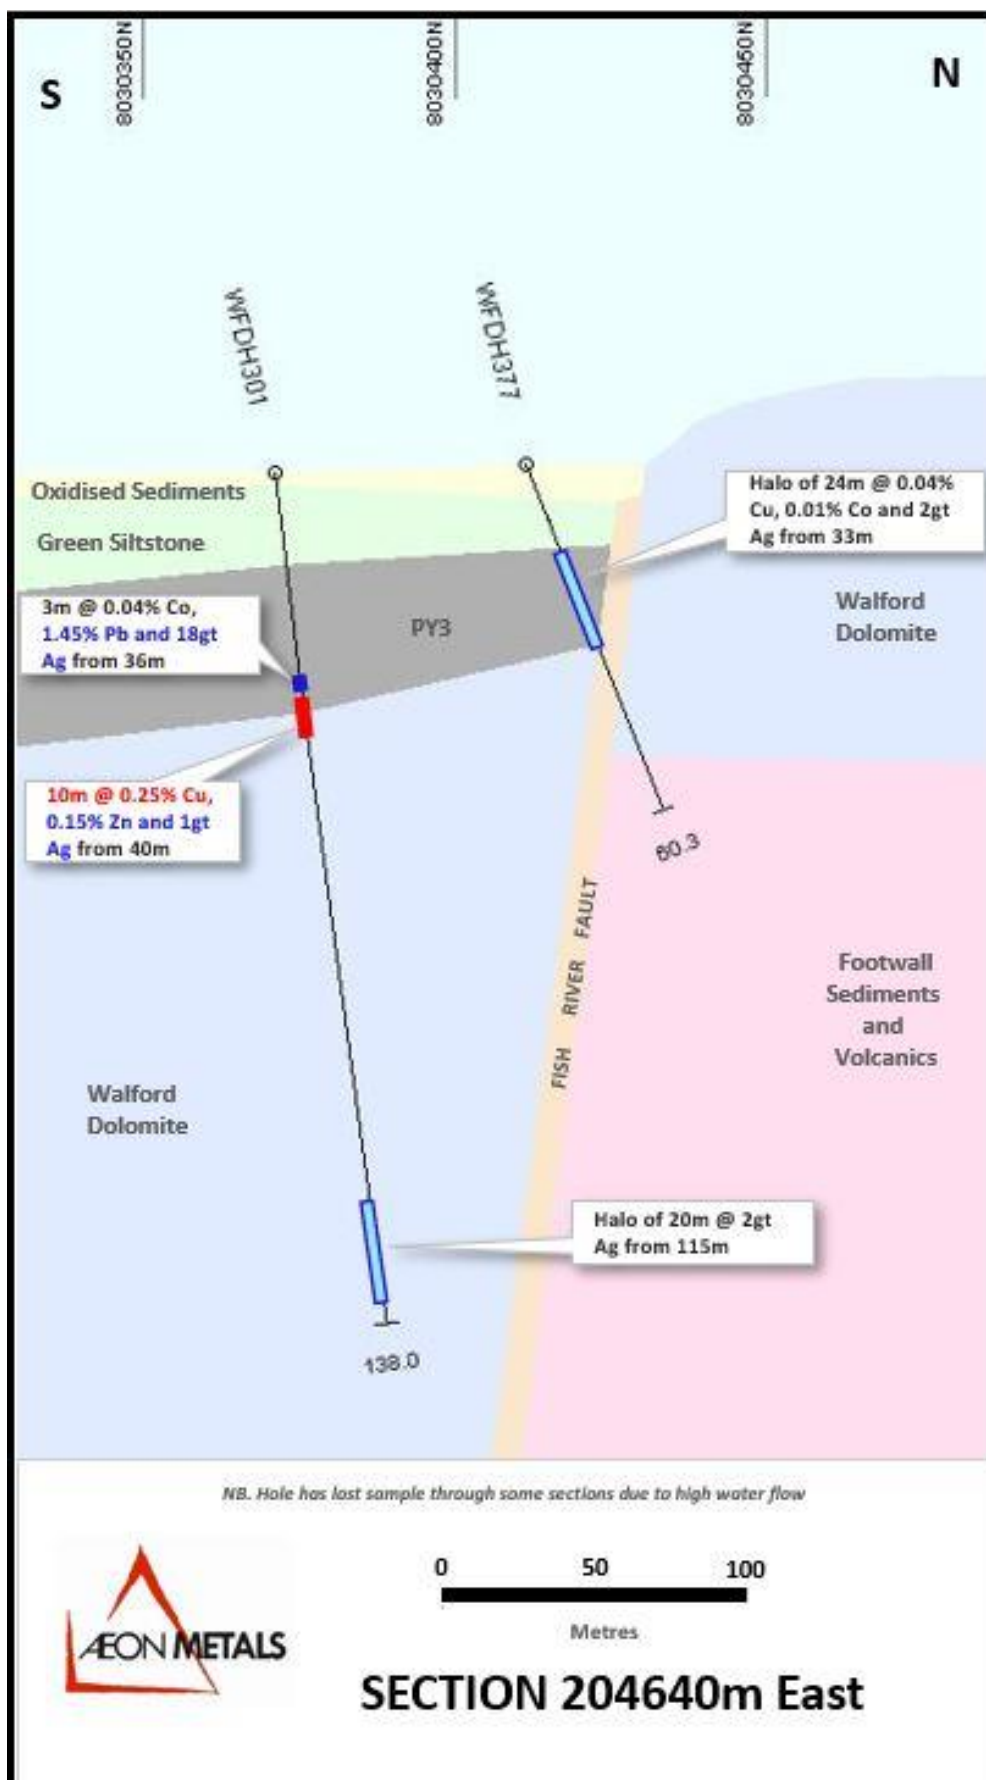 S
N
8030350N
8030400N
8030450N
WFDH301
WFDH377
Oxidised Sediments
Green Siltstone
Halo of 24m @ 0.04%
Cu, 0.01% Co and 2gt
Ag from 33m
3m @ 0.04% Co,
1.45% Pb and 18gt
Ag from 36m
PY3
Walford
Dolomite
10m @ 0.25% Cu,
0.15% Zn and 1gt
Ag from 40m
60.3
FISH RIVER FAULT
Footwall
Sediments
and
Volcanics
Walford
Dolomite
Halo of 20m @ 2gt
Ag from 115m
138.0
NB. Hole has lost sample through some sections due to high water flow
0 50 100
Metres
ÆON METALS
SECTION 204640m East